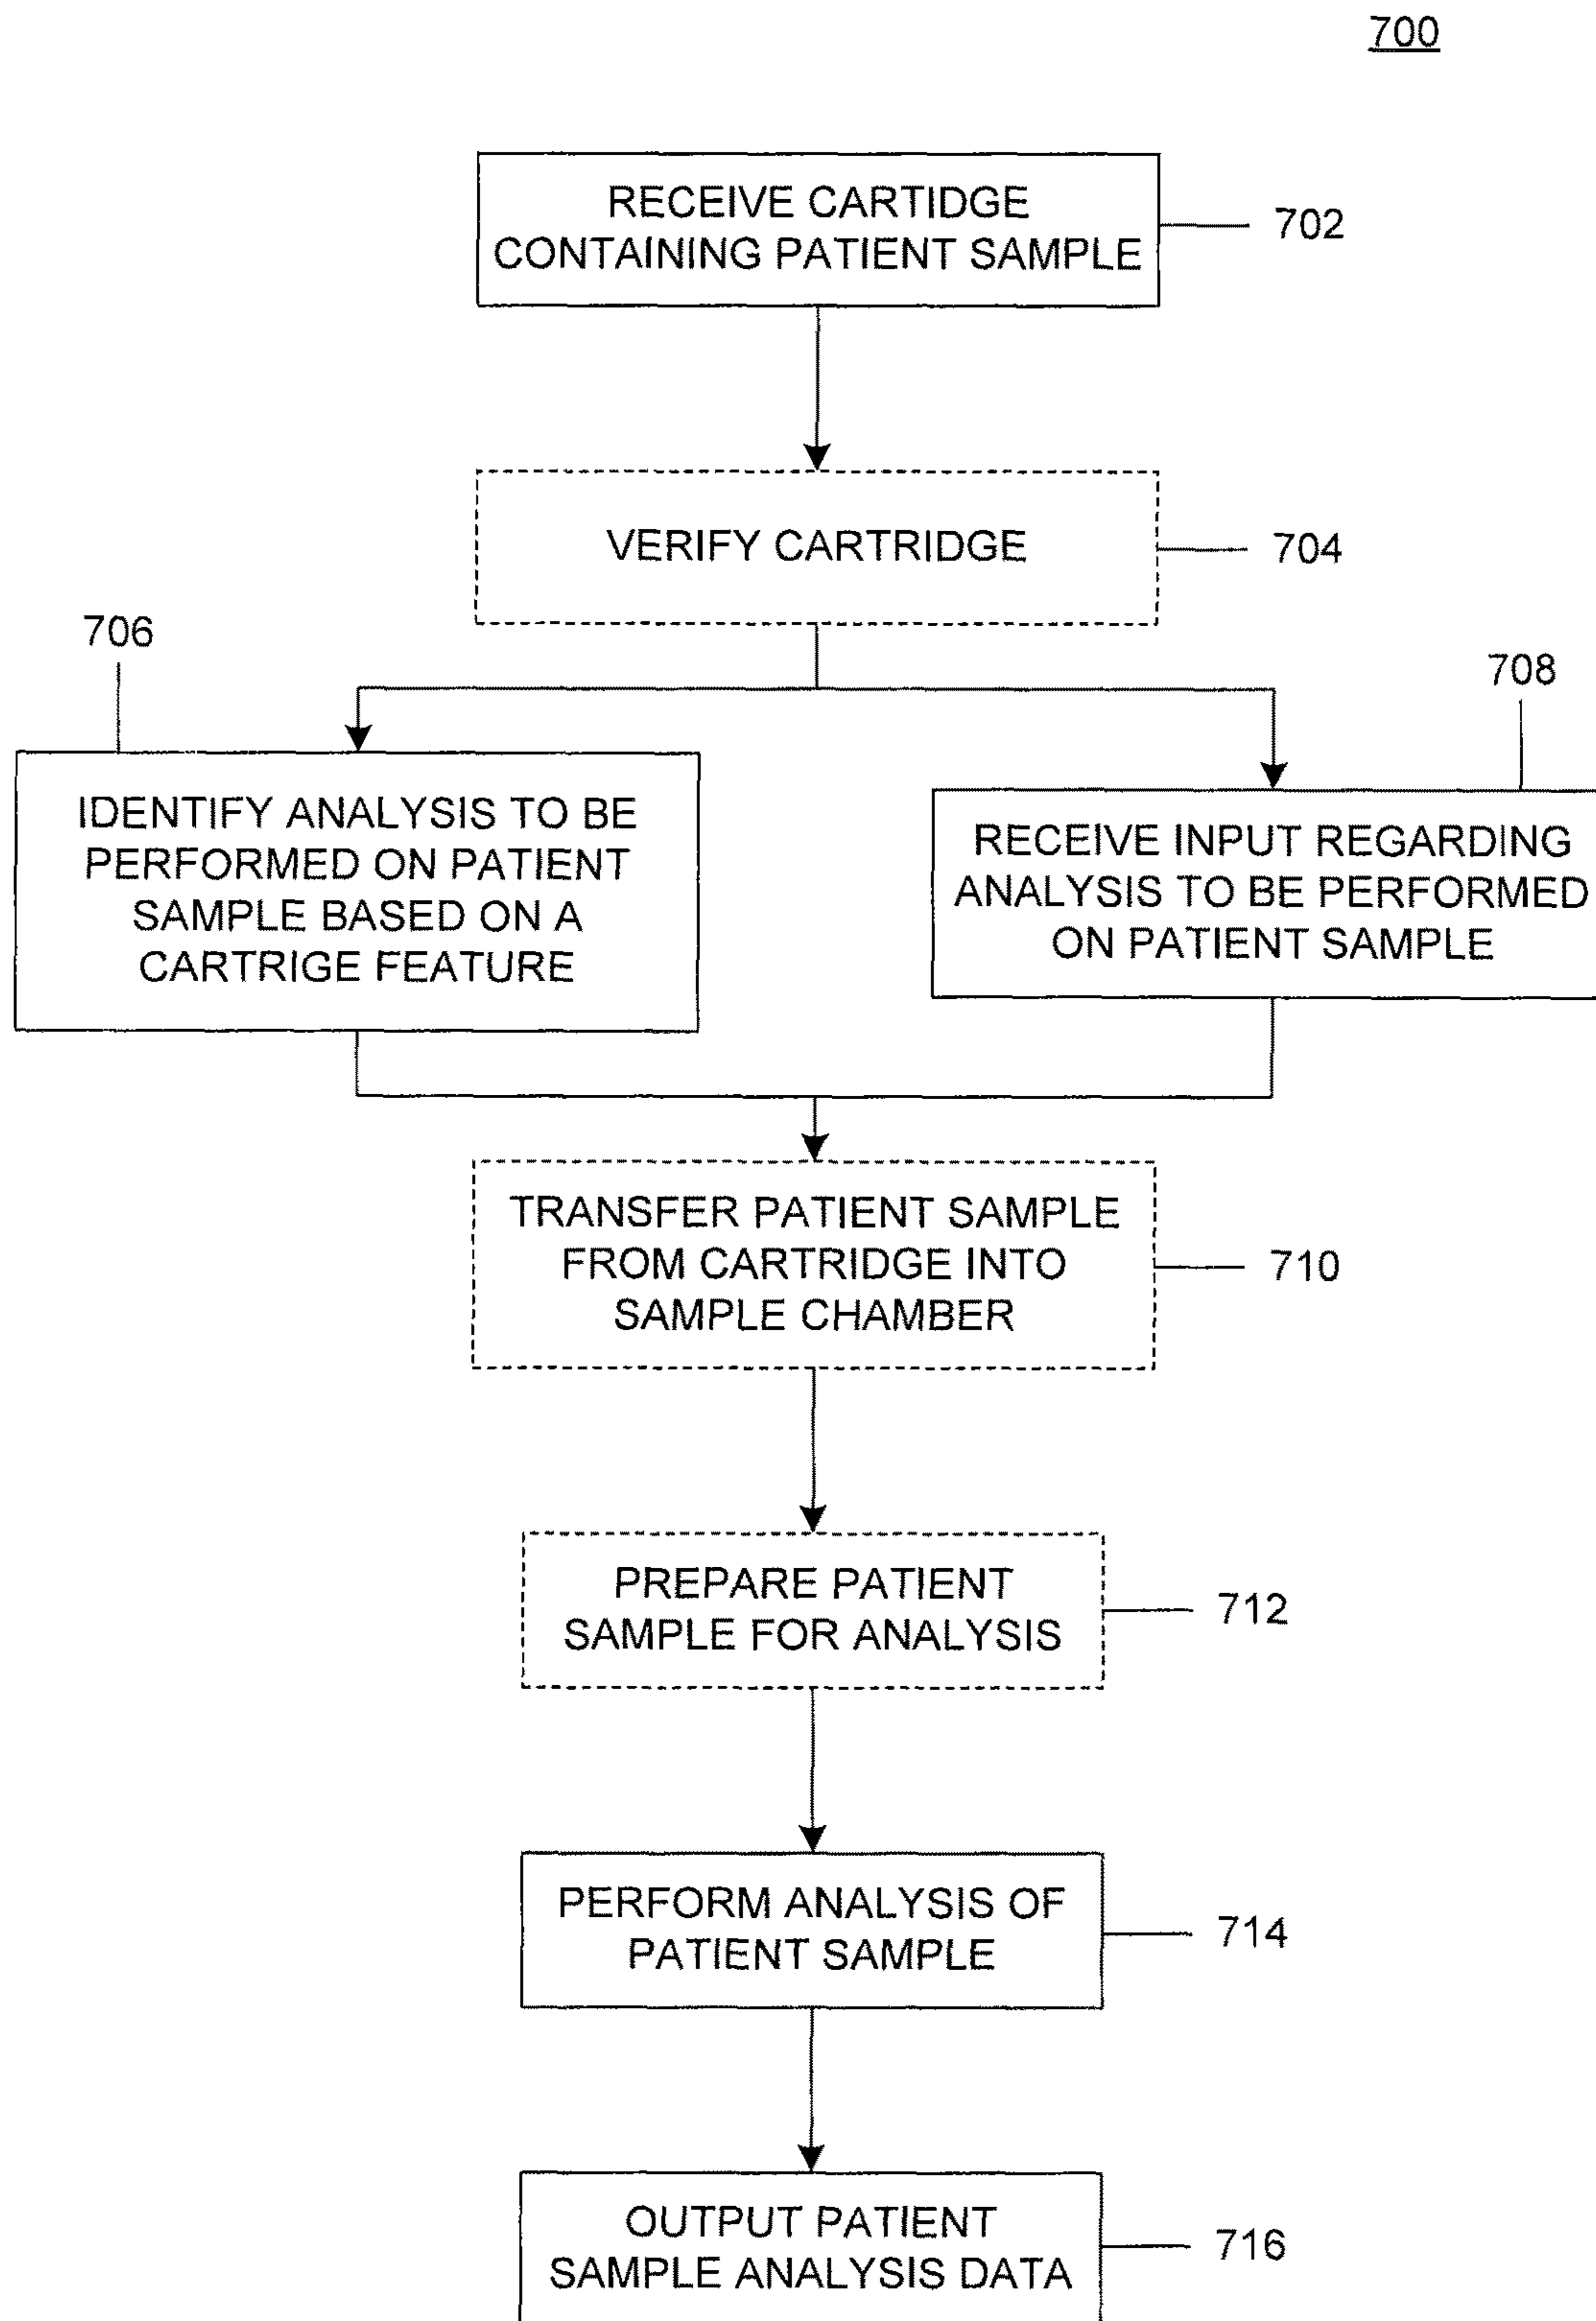 700
RECEIVE CARTIDGE
CONTAINING PATIENT SAMPLE
702
VERIFY CARTRIDGE
704
706
IDENTIFY ANALYSIS TO BE
PERFORMED ON PATIENT
SAMPLE BASED ON A
CARTRIGE FEATURE
708
RECEIVE INPUT REGARDING
ANALYSIS TO BE PERFORMED
ON PATIENT SAMPLE
TRANSFER PATIENT SAMPLE
FROM CARTRIDGE INTO
SAMPLE CHAMBER
710
PREPARE PATIENT
SAMPLE FOR ANALYSIS
712
PERFORM ANALYSIS OF
PATIENT SAMPLE
714
OUTPUT PATIENT
SAMPLE ANALYSIS DATA
716